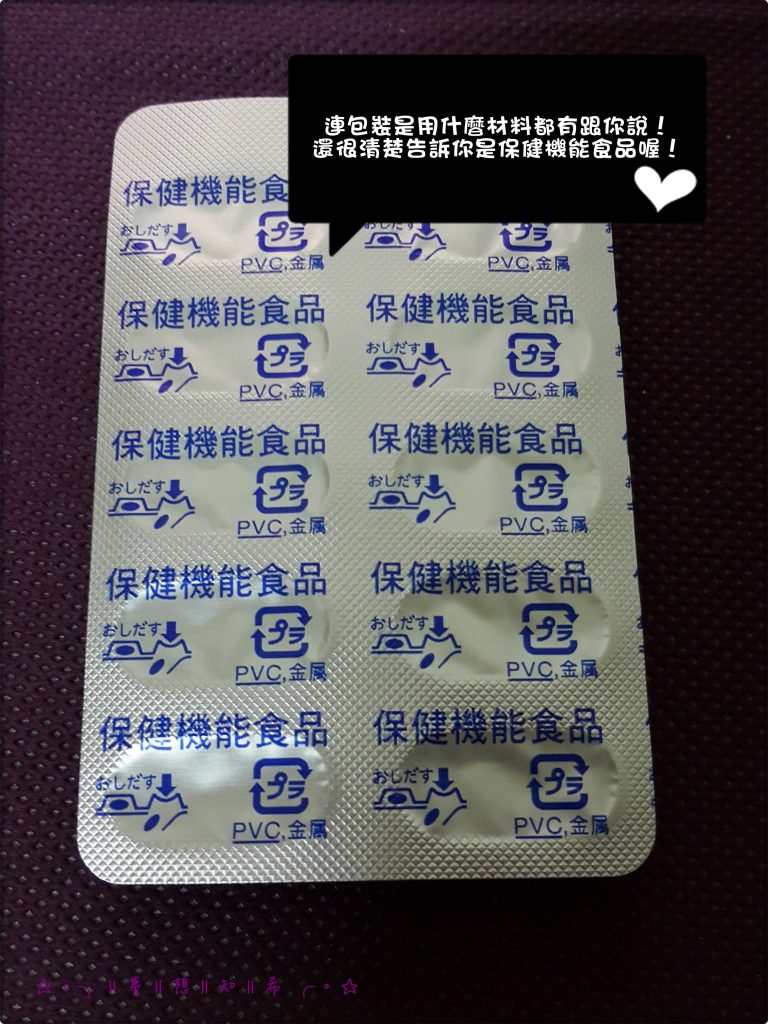 連包裝是用什麼材料都有跟你說！
還很清楚告訴你是保健機能食品喔！
保健機能食
おしだす プラ
PVC,金属 PVC,金属
保健機能食品 保健機能食品
おしだす プラ おしだす プラ
PVC,金属 PVC,金属
保健機能食品 保健機能食品
おしだす プラ おしだす プラ
PVC,金属 PVC,金属
保健機能食品 保健機能食品
おしだす プラ おしだす プラ
PVC,金属 PVC,金属
保健機能食品 保健機能食品
おしだす プラ おしだす プラ
PVC,金属 PVC,金属